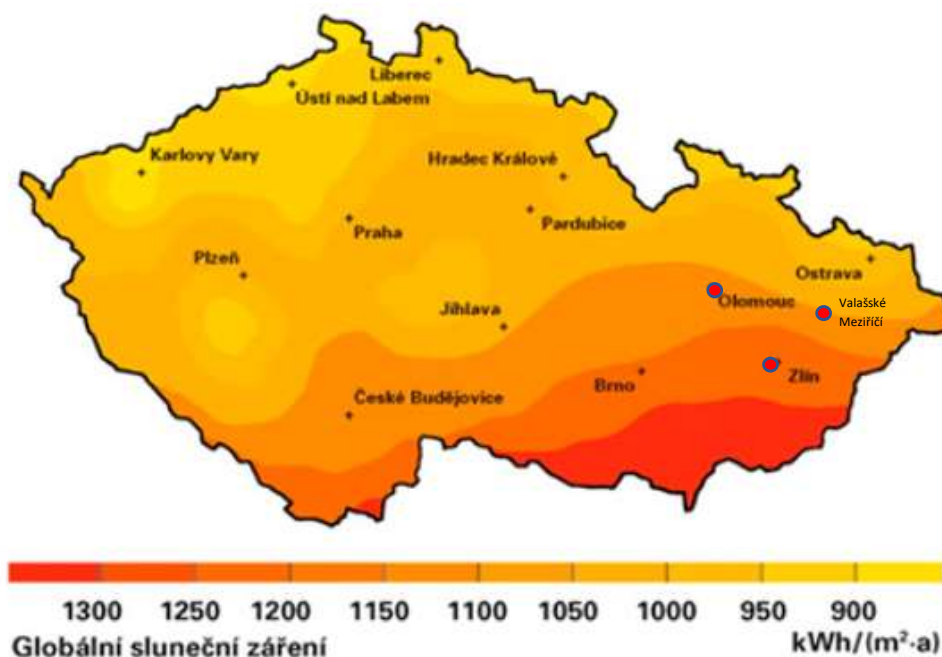 Liberec
Ústí nad Labem
Karlovy Vary
Hradec Králové
Pardubice
Praha
Plzeň
Ostrava
Olomouc
Valašské
Meziříčí
Jihlava
Zlín
Brno
České Budějovice
1300 1250 1200 1150 1100 1050 1000 950 900
Globální sluneční záření kWh/(m²·a)